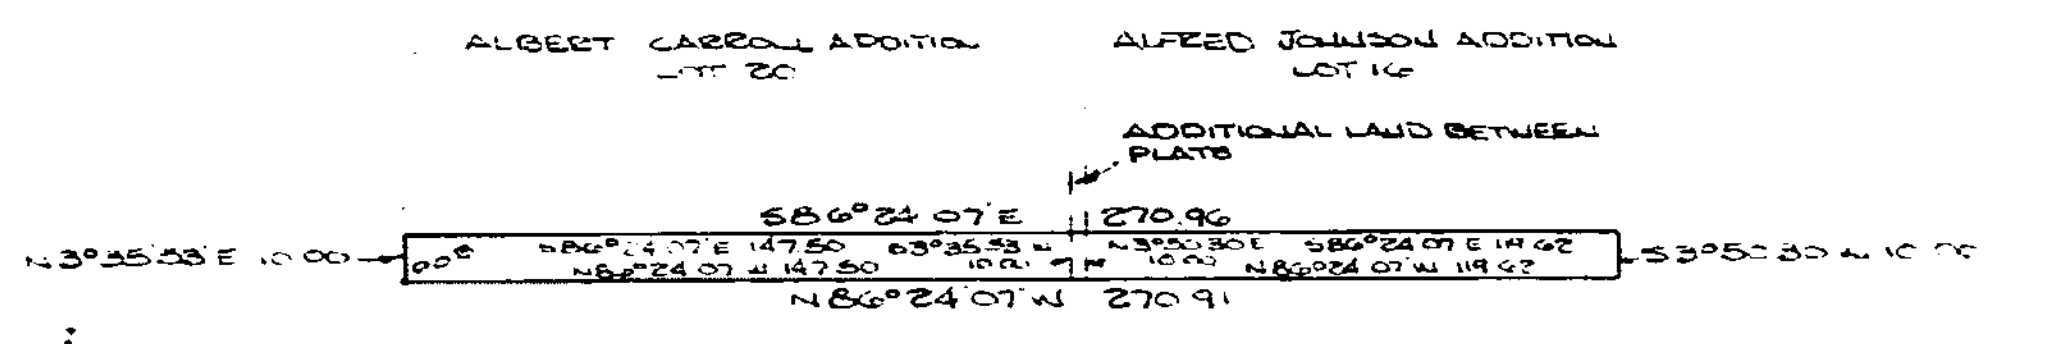 ALBERT CARROLL ADDITION
LOT 20
ALFRED JOHNSON ADDITION
LOT 16
ADDITIONAL LAND BETWEEN
PLATS
S86°24'07"E 270.96
N3°35'53"E 10.00
S86°24'07"E 147.50
N86°24'07"W 147.50
S3°35'53"W
N3°50'30"E
10.00
S86°24'07"E 119.62
N86°24'07"W 119.62
S3°50'30"W 10.00
N86°24'07"W 270.91